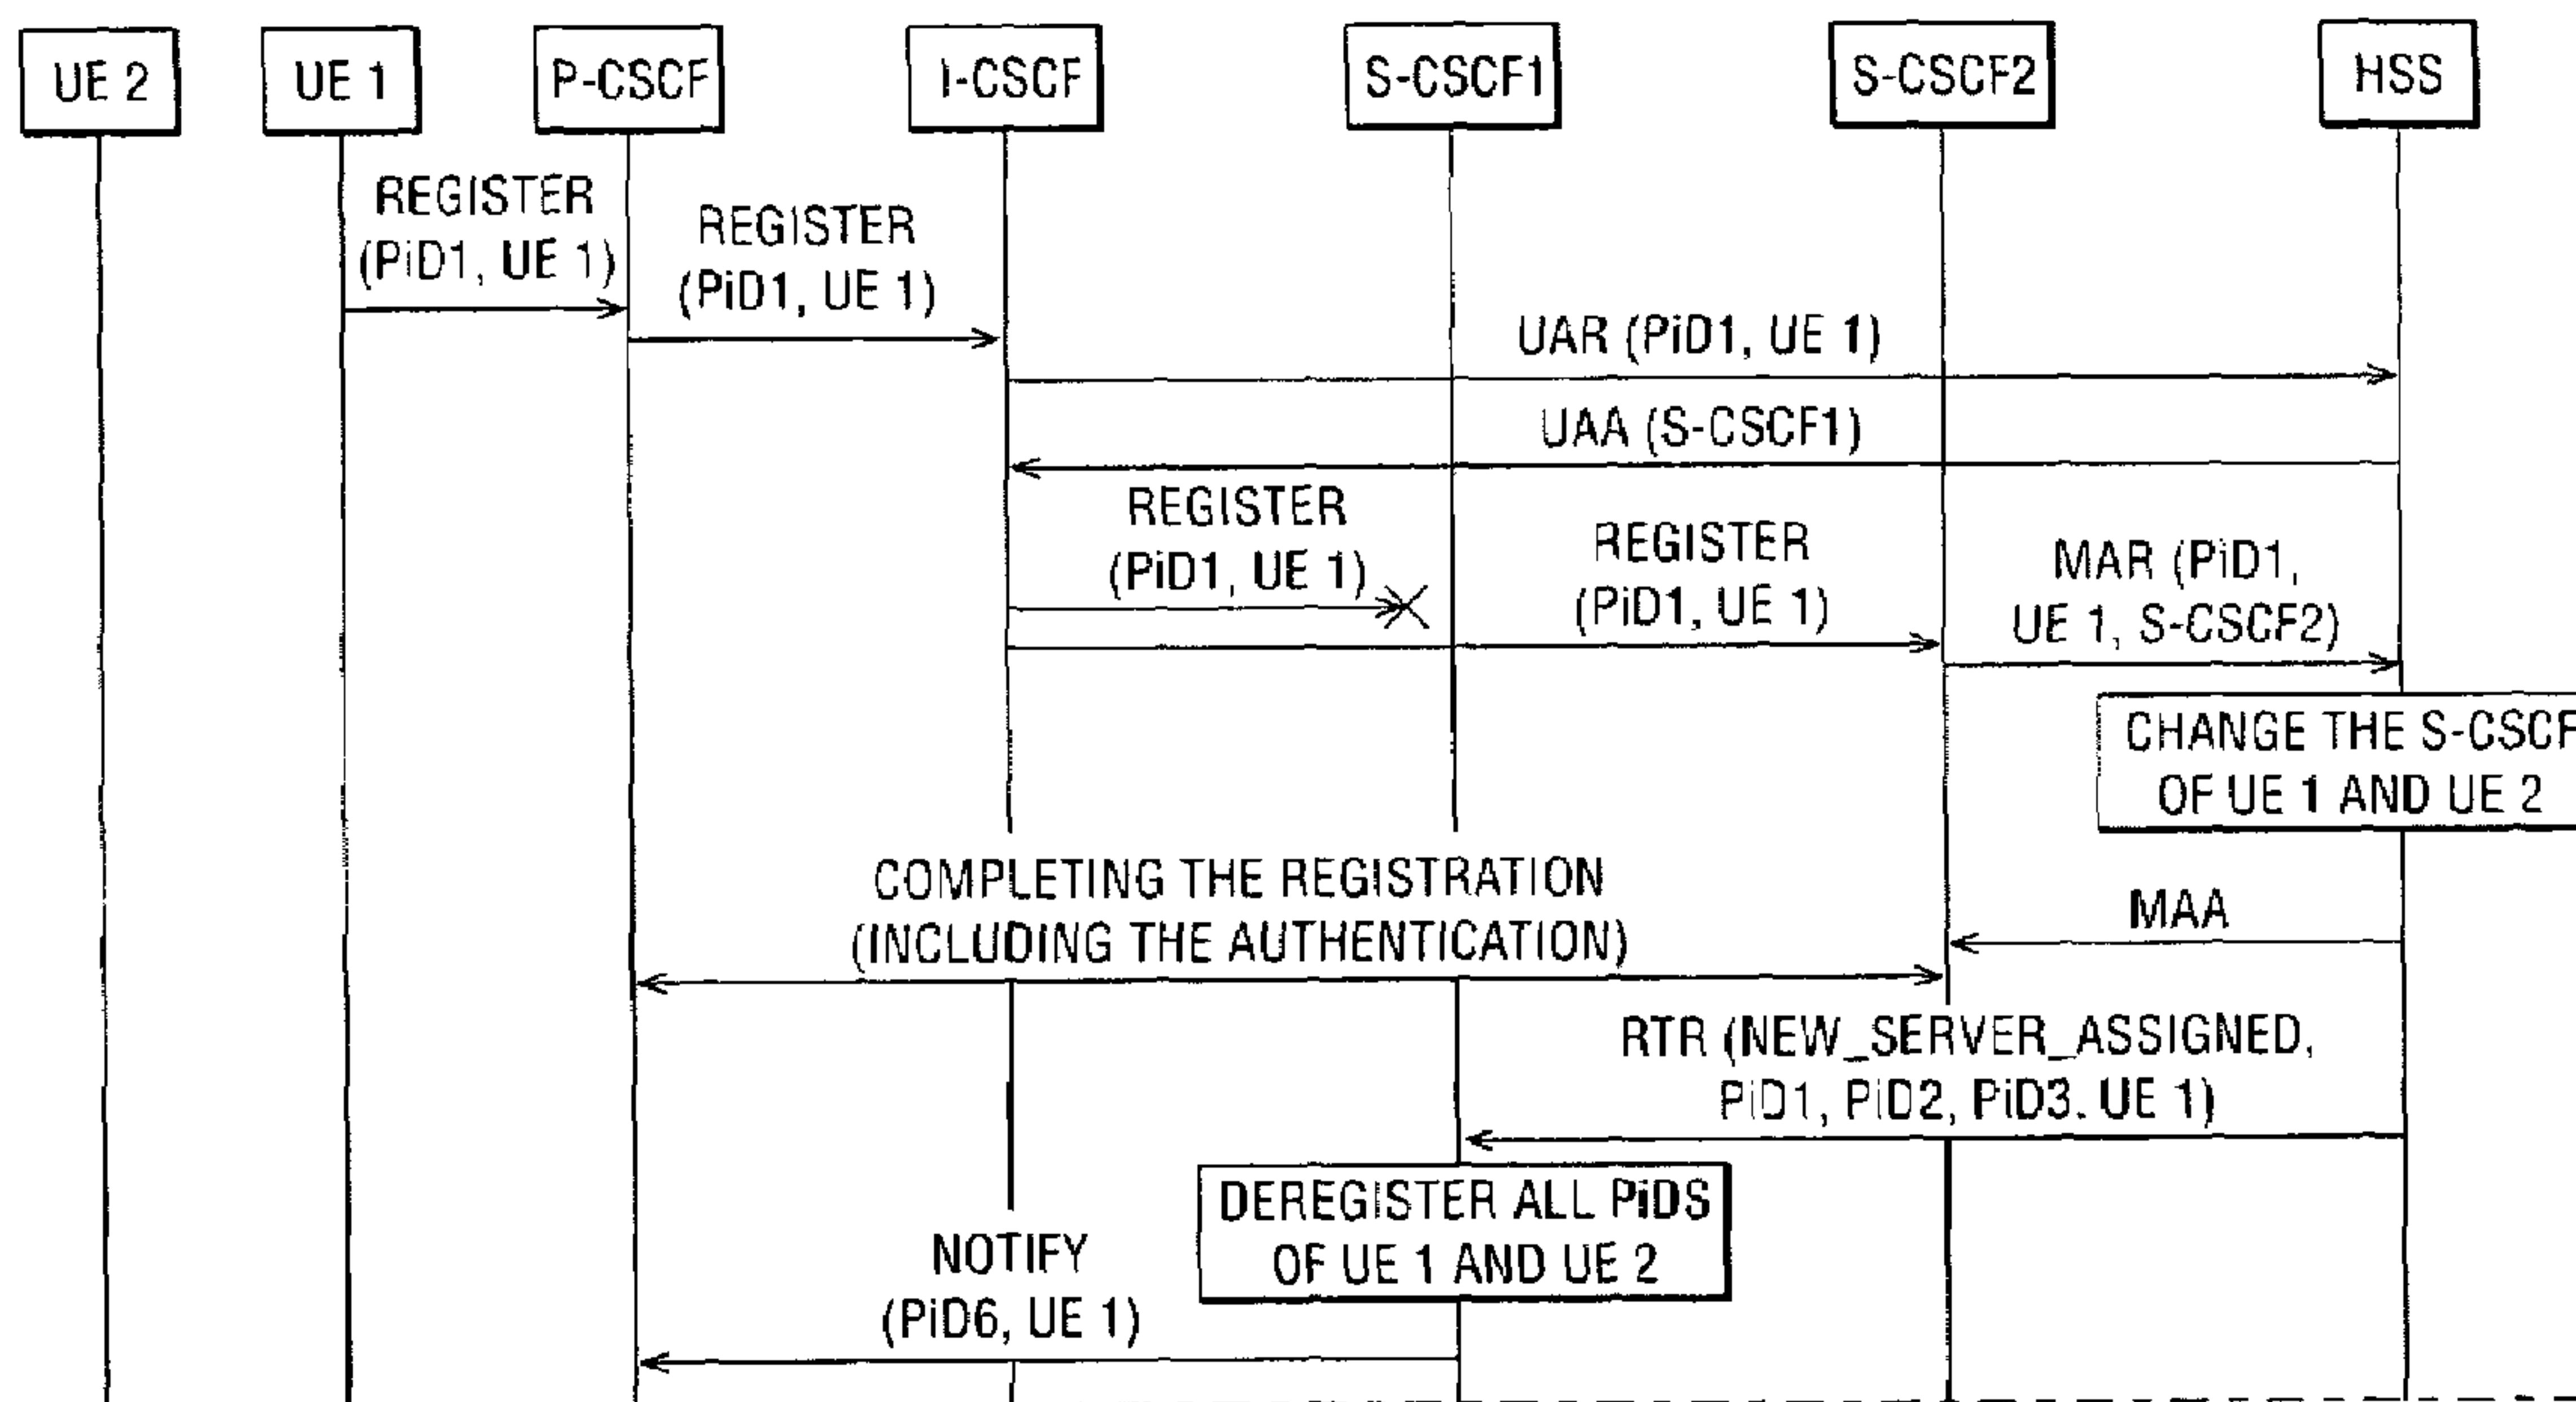 UE 2
UE 1
P-CSCF
I-CSCF
S-CSCF1
S-CSCF2
HSS
REGISTER
(PiD1, UE 1)
REGISTER
(PiD1, UE 1)
UAR (PiD1, UE 1)
UAA (S-CSCF1)
REGISTER
(PiD1, UE 1)
REGISTER
(PiD1, UE 1)
MAR (PiD1,
UE 1, S-CSCF2)
CHANGE THE S-CSCF
OF UE 1 AND UE 2
COMPLETING THE REGISTRATION
(INCLUDING THE AUTHENTICATION)
MAA
RTR (NEW_SERVER_ASSIGNED,
PiD1, PiD2, PiD3. UE 1)
DEREGISTER ALL PiDS
OF UE 1 AND UE 2
NOTIFY
(PiD6, UE 1)